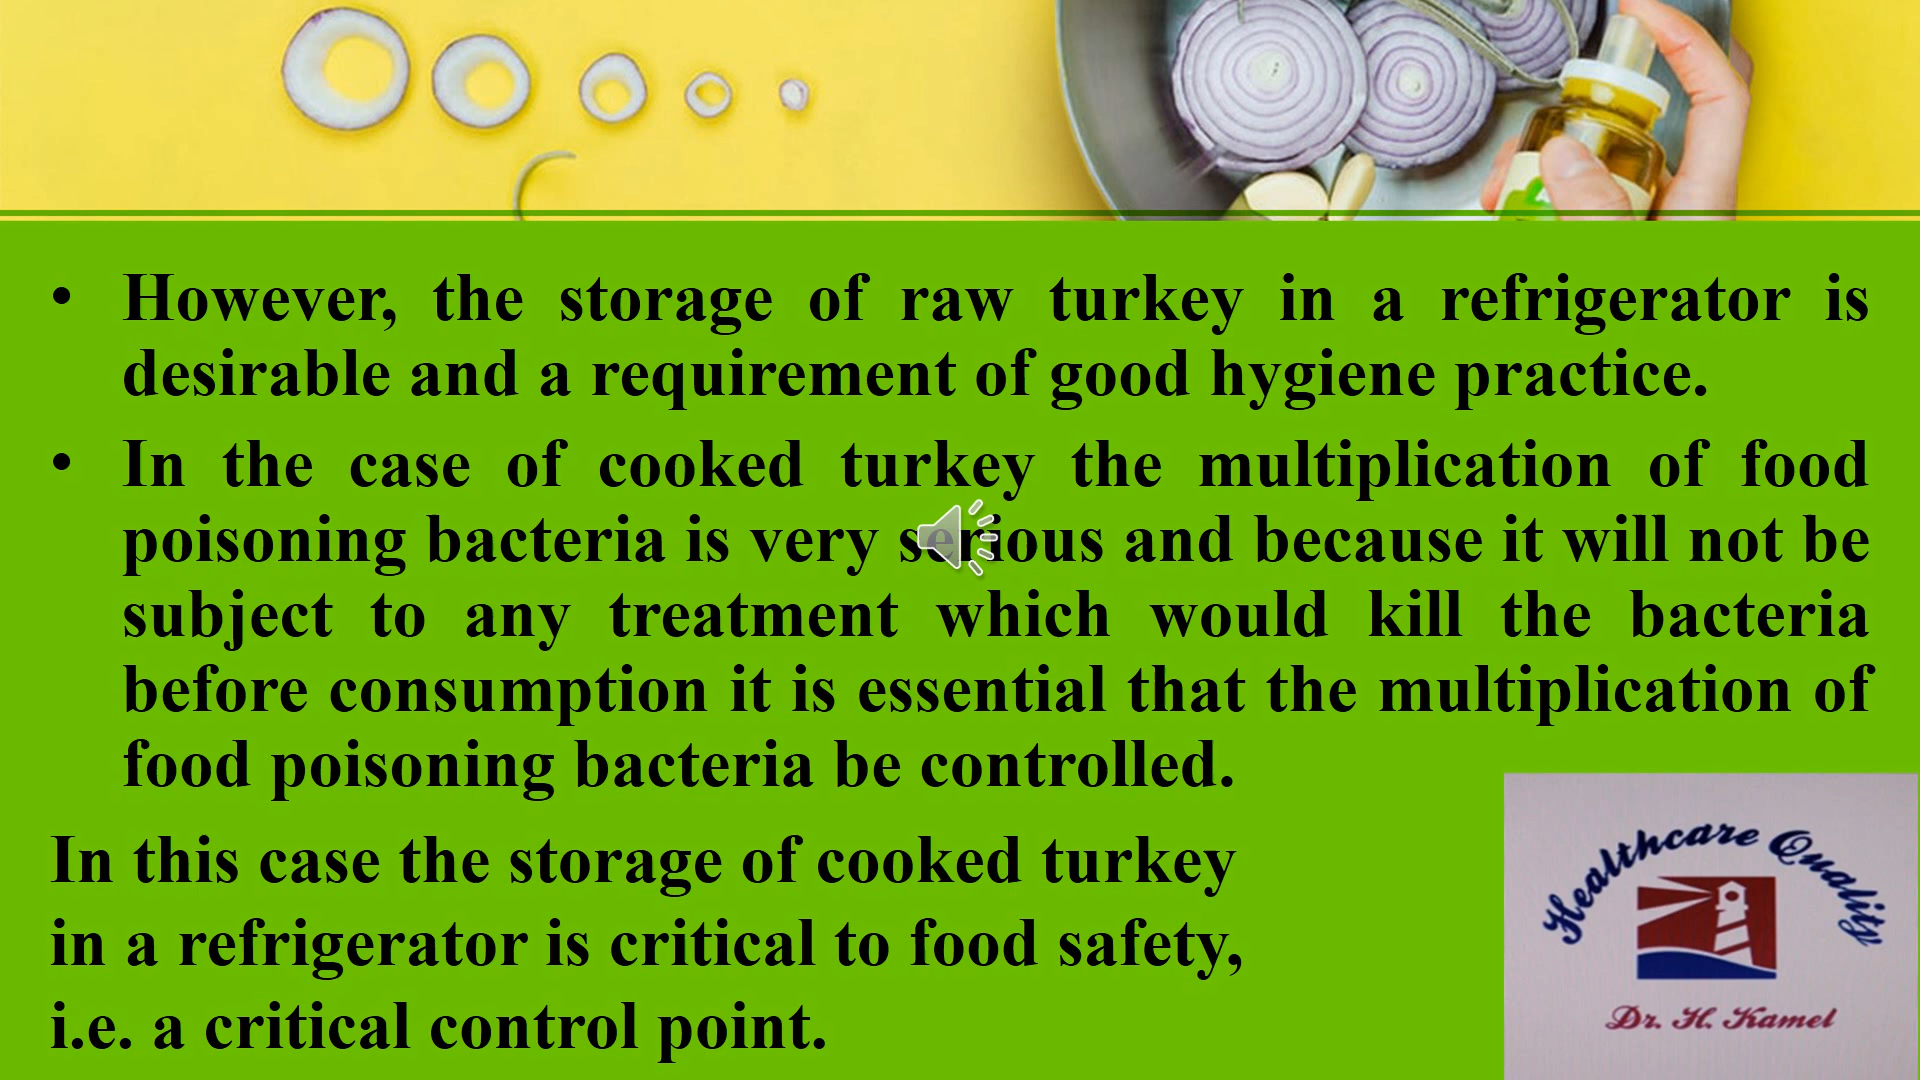 • However, the storage of raw turkey in a refrigerator is
desirable and a requirement of good hygiene practice.
• In the case of cooked turkey the multiplication of food
poisoning bacteria is very serious and because it will not be
subject to any treatment which would kill the bacteria
before consumption it is essential that the multiplication of
food poisoning bacteria be controlled.
In this case the storage of cooked turkey
in a refrigerator is critical to food safety,
i.e. a critical control point.
Healthcare Quality
Dr. H. Kamel